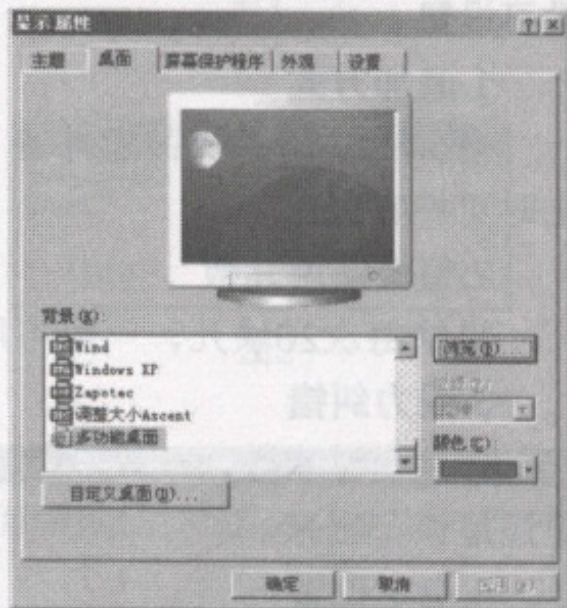 显示属性
主题 桌面 屏幕保护程序 外观 设置
背景(K):
Wind
Windows XP
Zapotec
调整大小Ascent
多功能桌面
浏览(B)...
颜色(C)
自定义桌面(D)...
确定 取消 应用(A)